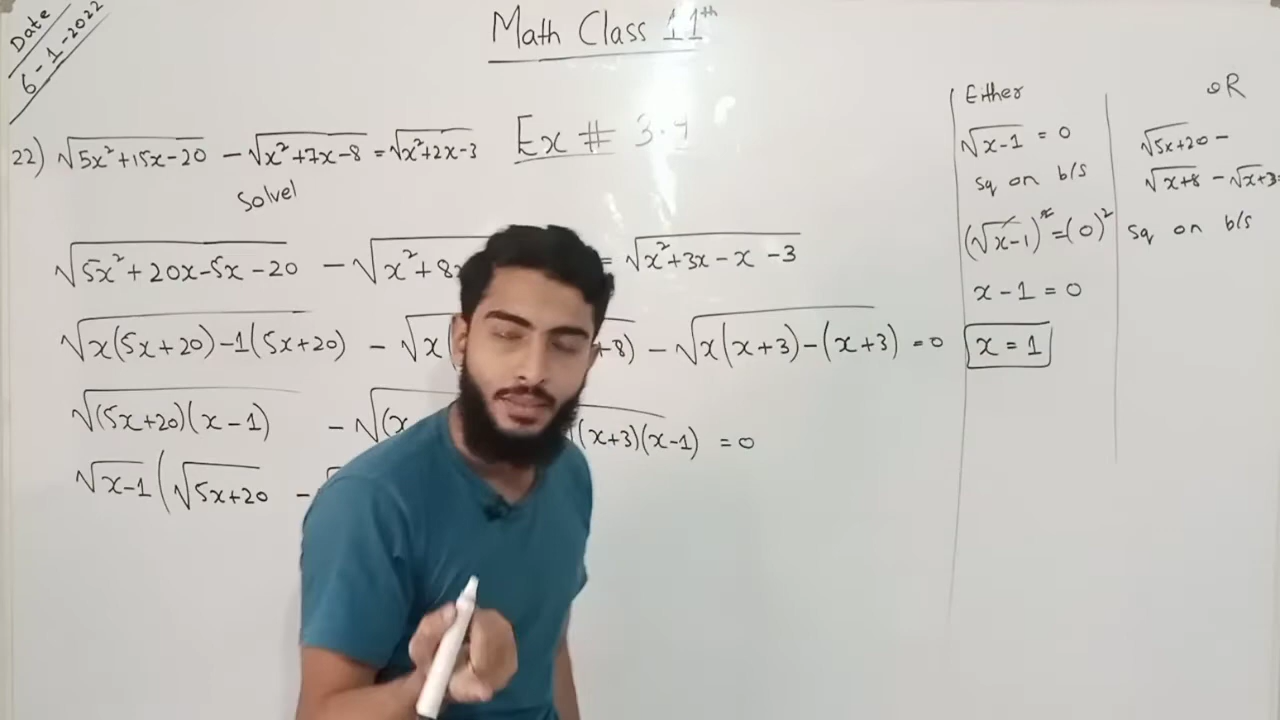 Date
6-1-2022
Math Class 11th
Ex # 3.4
22) √(5x²+15x-20) - √(x²+7x-8) = √(x²+2x-3)
Solvel
√(5x²+20x-5x-20) - √(x²+8x = √(x²+3x-x-3)
√(x(5x+20)-1(5x+20)) - √(x( +8) - √(x(x+3)-(x+3)) = 0
√((5x+20)(x-1)) - √((x (x+3)(x-1) = 0
√(x-1) (√(5x+20) -
Either
√(x-1) = 0
Sq on b/s
(√(x-1))² = (0)²
x-1 = 0
x = 1
OR
√(5x+20) -
√(x+8) - √(x+3) =
Sq on b/s